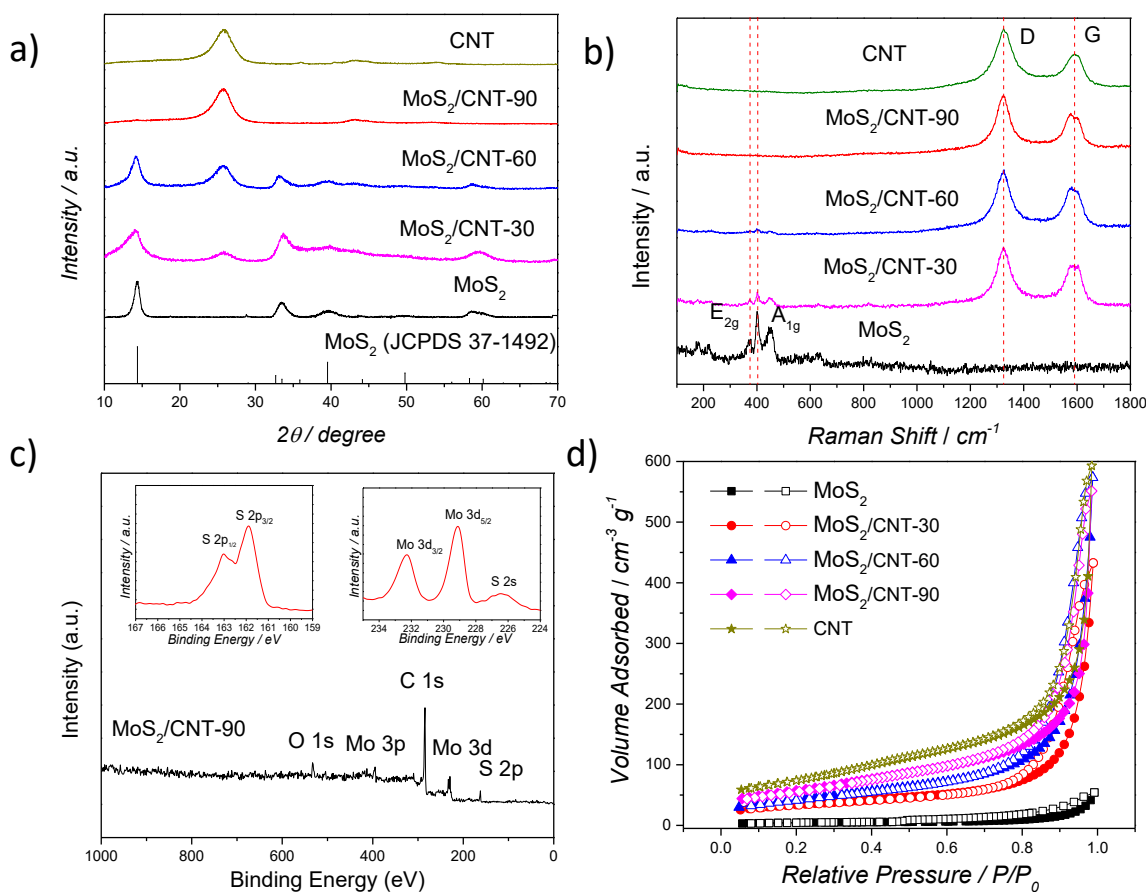 a)
CNT
MoS₂/CNT-90
MoS₂/CNT-60
MoS₂/CNT-30
MoS₂
MoS₂ (JCPDS 37-1492)
Intensity / a.u.
10 20 30 40 50 60 70
2θ / degree
b)
D
G
CNT
MoS₂/CNT-90
MoS₂/CNT-60
MoS₂/CNT-30
E₂g
A₁g
MoS₂
Intensity / a.u.
200 400 600 800 1000 1200 1400 1600 1800
Raman Shift / cm⁻¹
c)
Intensity / a.u.
S 2p₃/₂
S 2p₁/₂
167 166 165 164 163 162 161 160 159
Binding Energy / eV
Intensity / a.u.
Mo 3d₅/₂
Mo 3d₃/₂
S 2s
234 232 230 228 226 224
Binding Energy / eV
Intensity (a.u.)
MoS₂/CNT-90
O 1s
Mo 3p
C 1s
Mo 3d
S 2p
1000 800 600 400 200 0
Binding Energy (eV)
d)
MoS₂
MoS₂/CNT-30
MoS₂/CNT-60
MoS₂/CNT-90
CNT
Volume Adsorbed / cm⁻³ g⁻¹
600
550
500
450
400
350
300
250
200
150
100
50
0
0.0 0.2 0.4 0.6 0.8 1.0
Relative Pressure / P/P₀